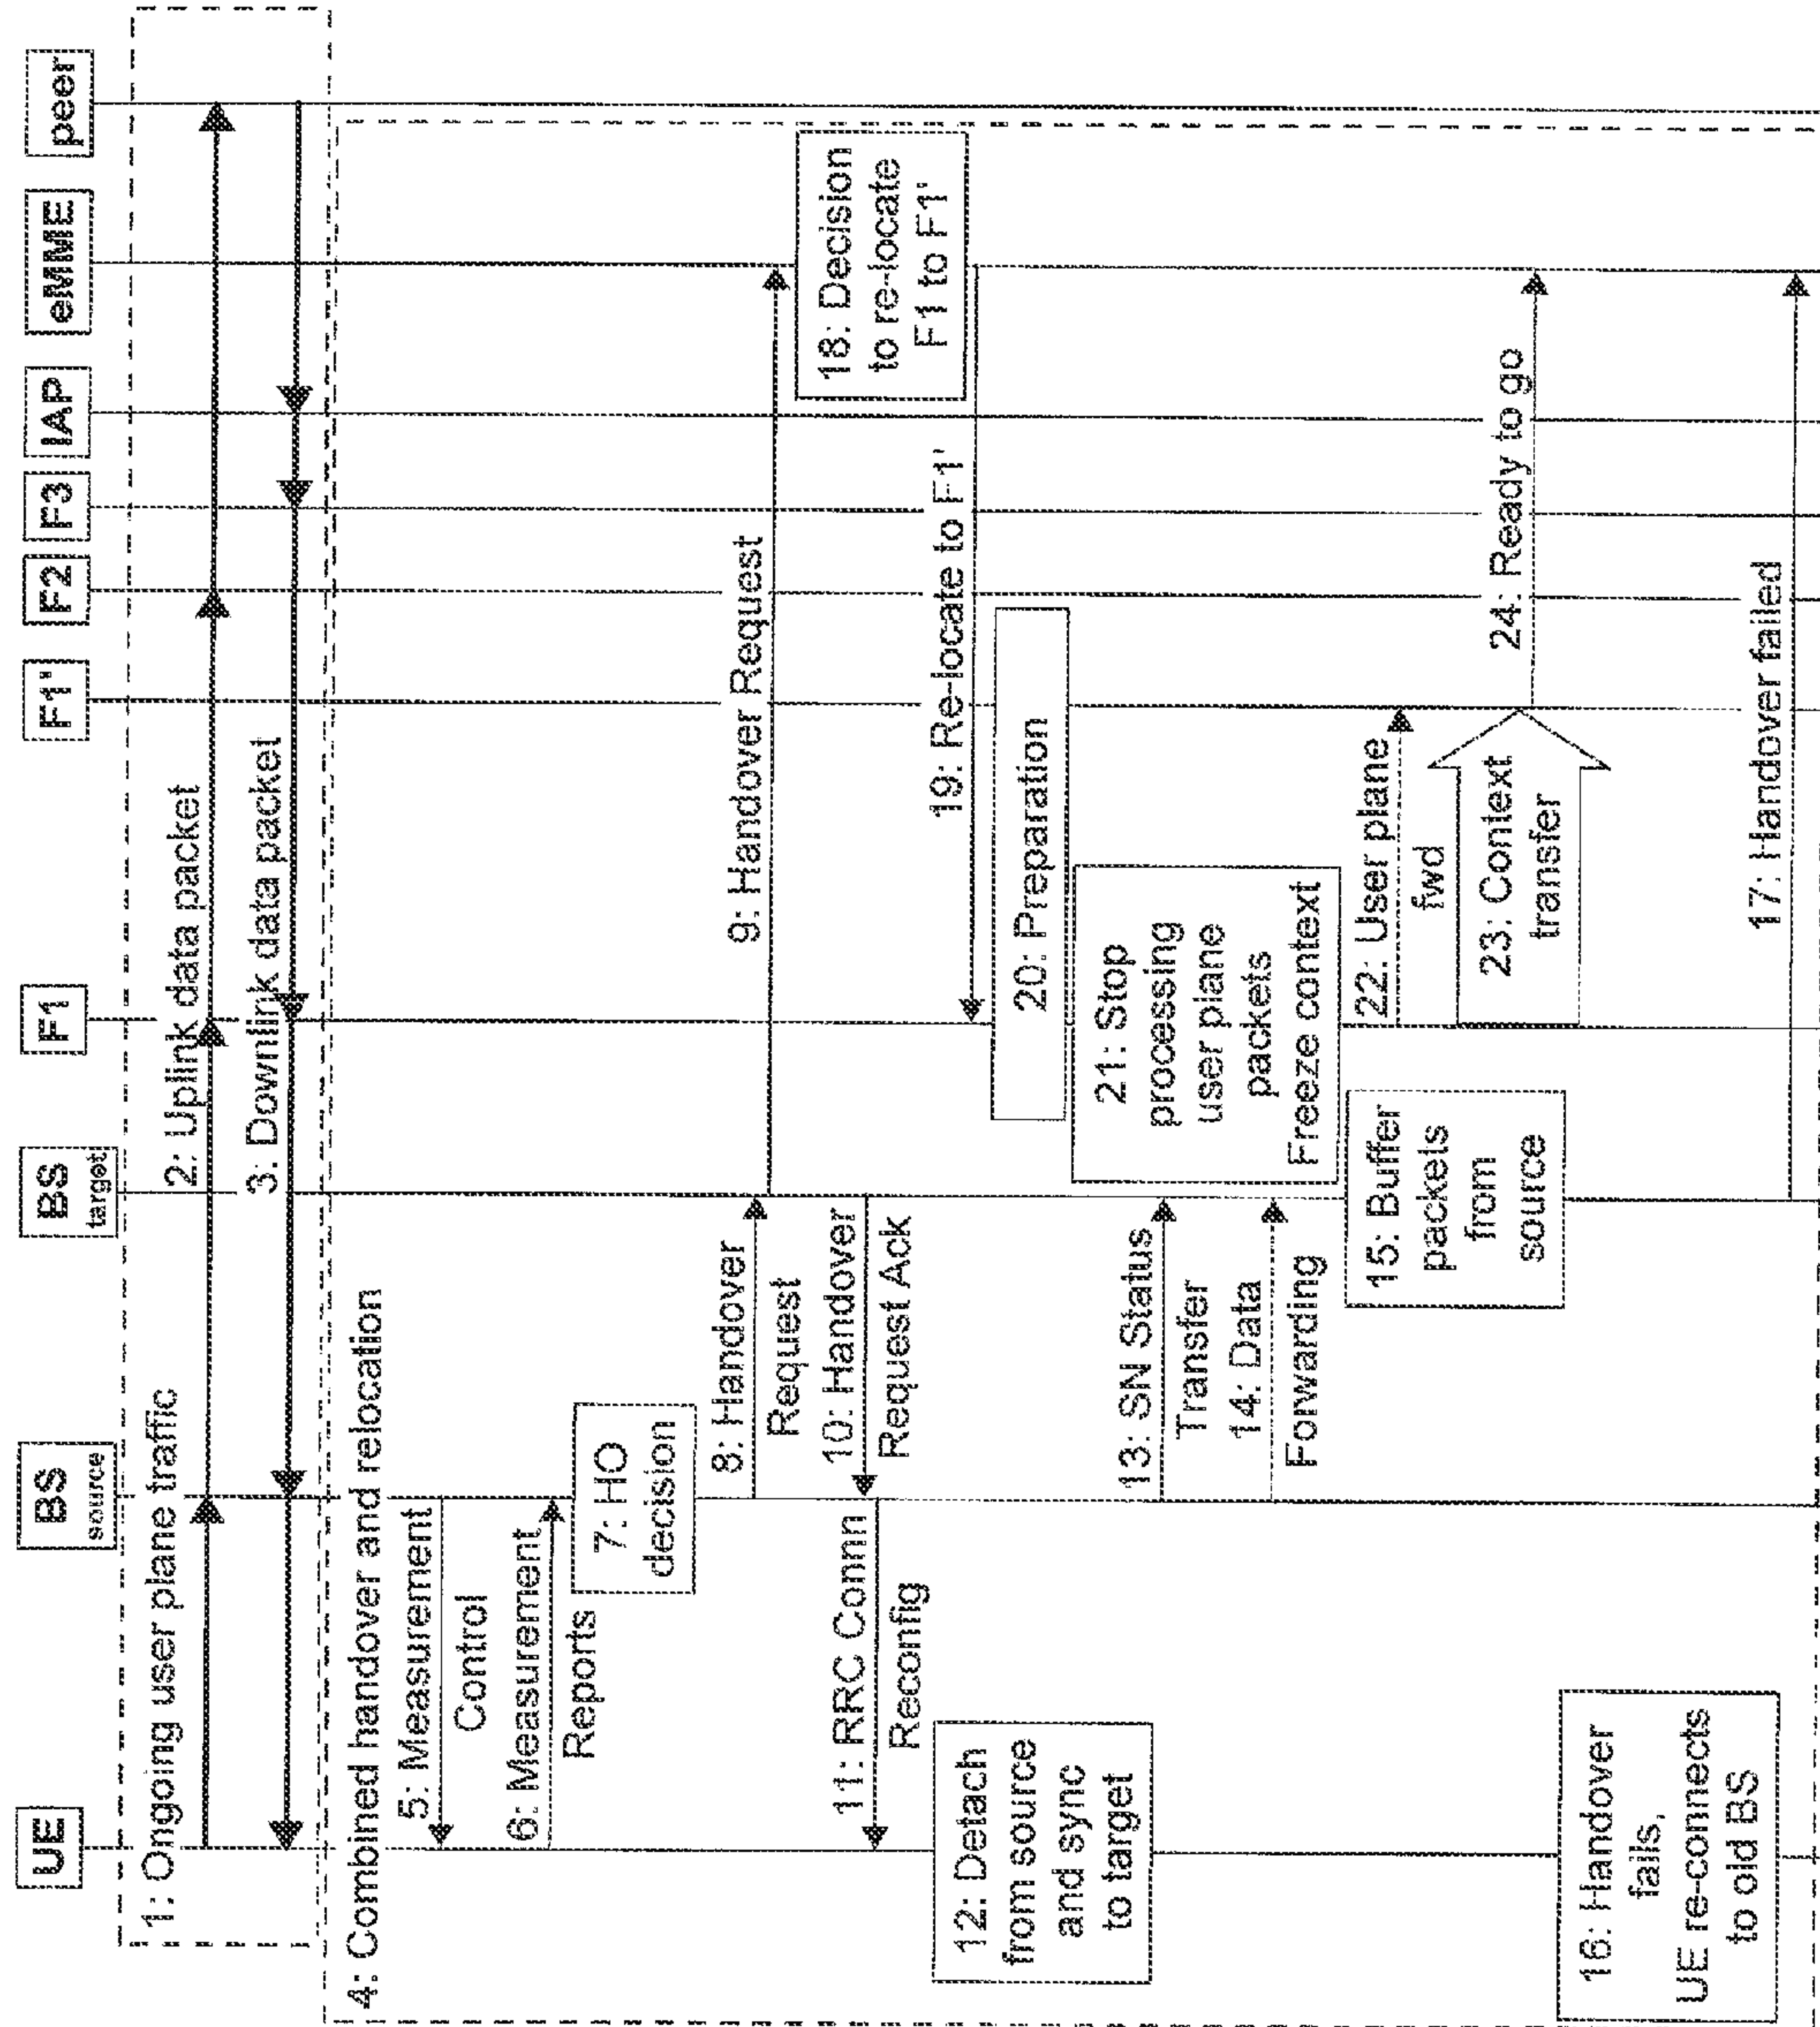 UE
BS
source
BS
target
F1
F1'
F2
F3
IAP
eMME
peer
1: Ongoing user plane traffic
2: Uplink data packet
3: Downlink data packet
4: Combined handover and relocation
5: Measurement
Control
6: Measurement
Reports
7: HO
decision
8: Handover
Request
9: Handover Request
18: Decision
to re-locate
F1 to F1'
10: Handover
Request Ack
11: RRC Conn
Reconfig
19: Re-locate to F1'
12: Detach
from source
and sync
to target
20: Preparation
21: Stop
processing
user plane
packets
Freeze context
13: SN Status
Transfer
14: Data
Forwarding
15: Buffer
packets
from
source
22: User plane
fwd
23: Context
transfer
24: Ready to go
16: Handover
fails,
UE re-connects
to old BS
17: Handover failed